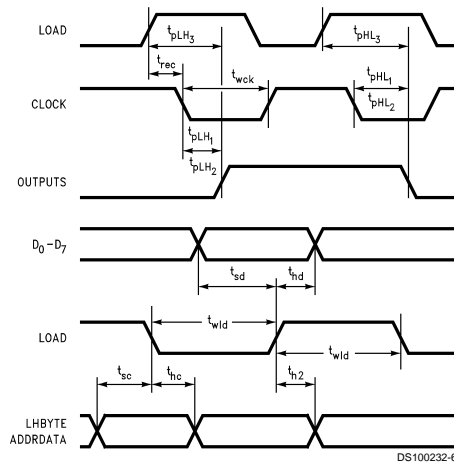 LOAD
tpLH3
tpHL3
trec
twck
tpHL1
CLOCK
tpHL2
tpLH1
tpLH2
OUTPUTS
D0–D7
tsd
thd
LOAD
twld
twld
tsc
thc
th2
LHBYTE
ADDRDATA
DS100232-6